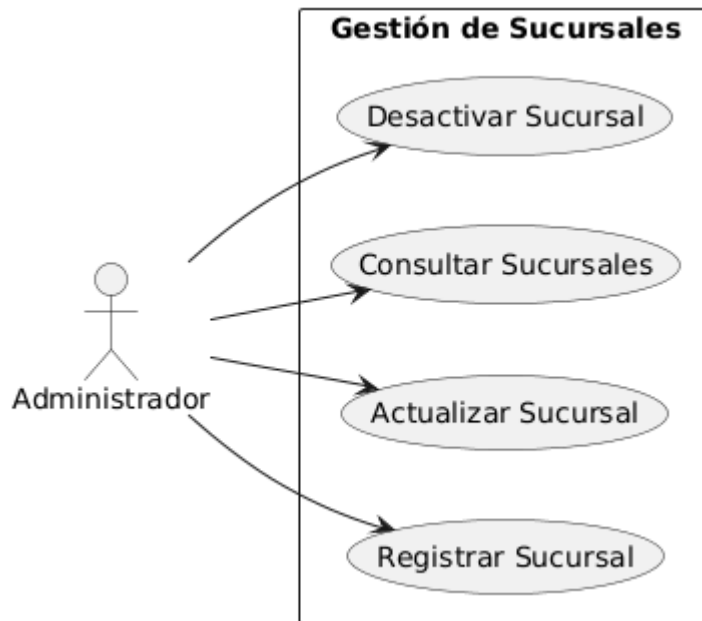 Gestión de Sucursales
Desactivar Sucursal
Consultar Sucursales
Administrador
Actualizar Sucursal
Registrar Sucursal